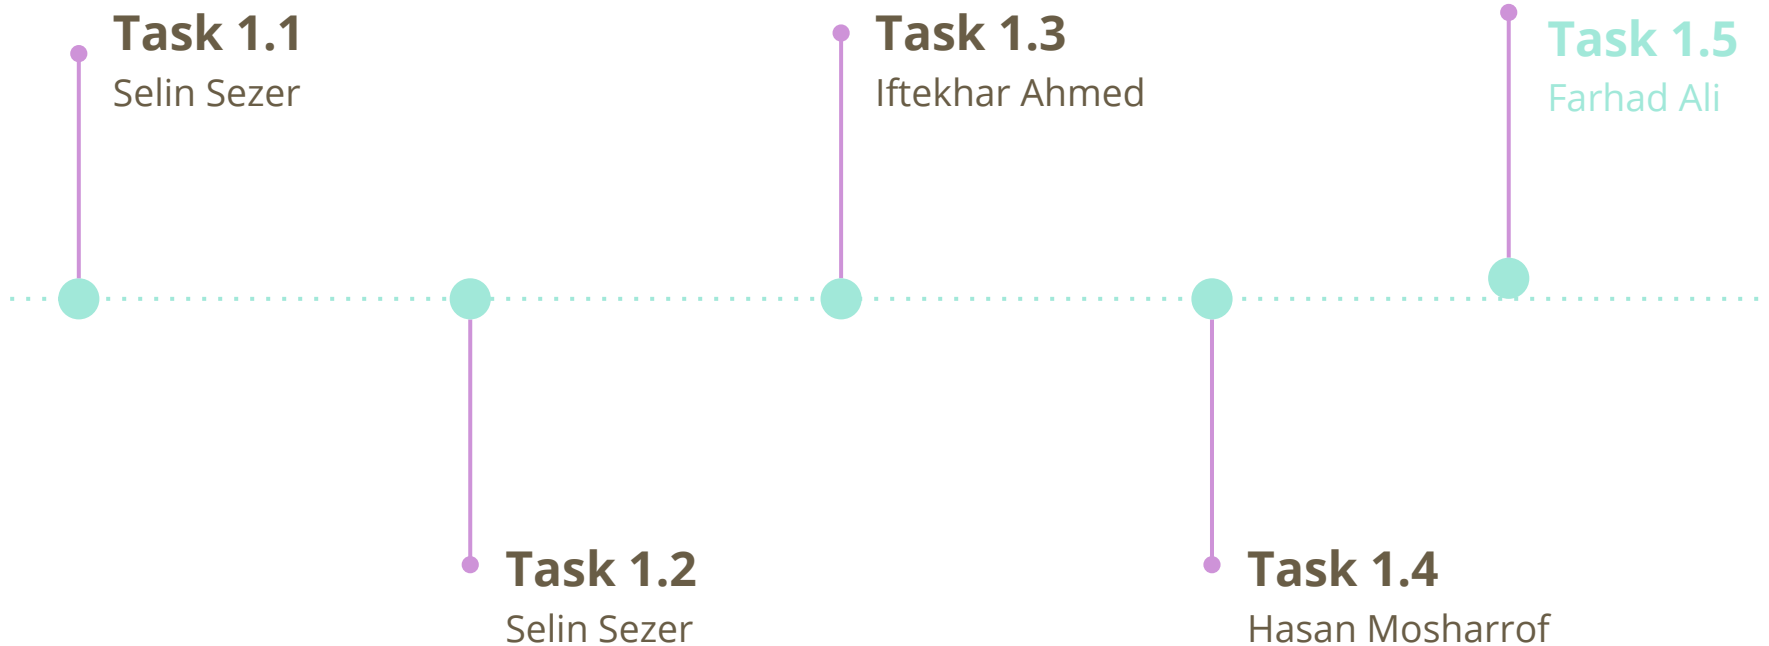 Task 1.1
Selin Sezer
Task 1.2
Selin Sezer
Task 1.3
Iftekhar Ahmed
Task 1.4
Hasan Mosharrof
Task 1.5
Farhad Ali